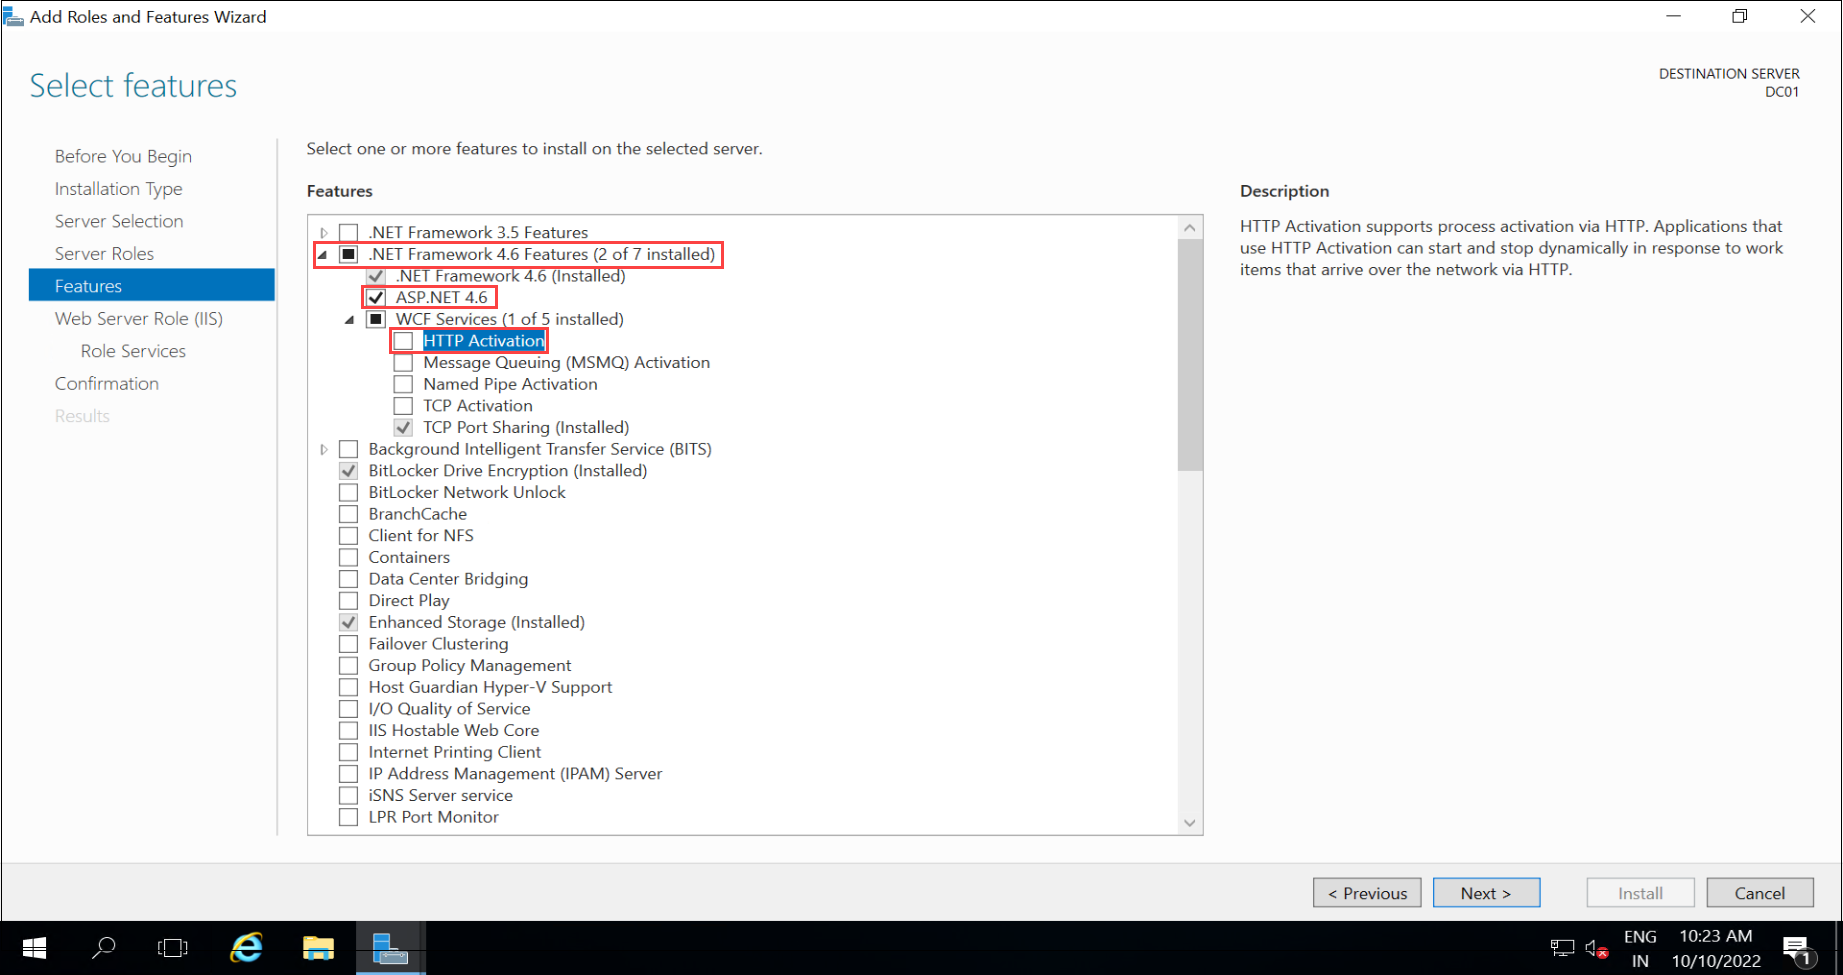 Add Roles and Features Wizard
Select features
DESTINATION SERVER
DC01
Before You Begin
Installation Type
Server Selection
Server Roles
Features
Web Server Role (IIS)
Role Services
Confirmation
Results
Select one or more features to install on the selected server.
Features
.NET Framework 3.5 Features
.NET Framework 4.6 Features (2 of 7 installed)
.NET Framework 4.6 (Installed)
ASP.NET 4.6
WCF Services (1 of 5 installed)
HTTP Activation
Message Queuing (MSMQ) Activation
Named Pipe Activation
TCP Activation
TCP Port Sharing (Installed)
Background Intelligent Transfer Service (BITS)
BitLocker Drive Encryption (Installed)
BitLocker Network Unlock
BranchCache
Client for NFS
Containers
Data Center Bridging
Direct Play
Enhanced Storage (Installed)
Failover Clustering
Group Policy Management
Host Guardian Hyper-V Support
I/O Quality of Service
IIS Hostable Web Core
Internet Printing Client
IP Address Management (IPAM) Server
iSNS Server service
LPR Port Monitor
Description
HTTP Activation supports process activation via HTTP. Applications that
use HTTP Activation can start and stop dynamically in response to work
items that arrive over the network via HTTP.
< Previous
Next >
Install
Cancel
ENG
IN
10:23 AM
10/10/2022
1